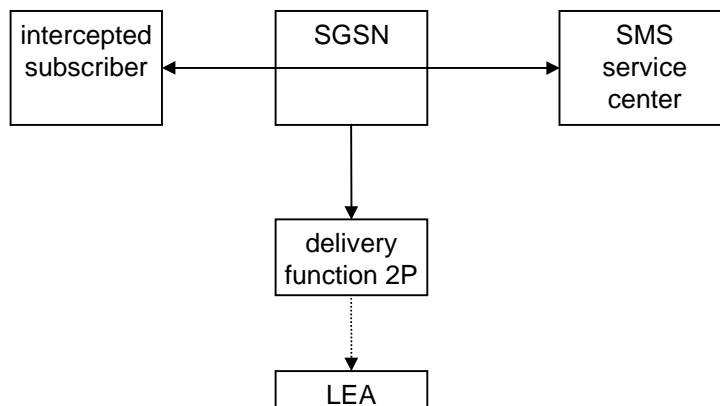 intercepted
subscriber
SGSN
SMS
service
center
delivery
function 2P
LEA